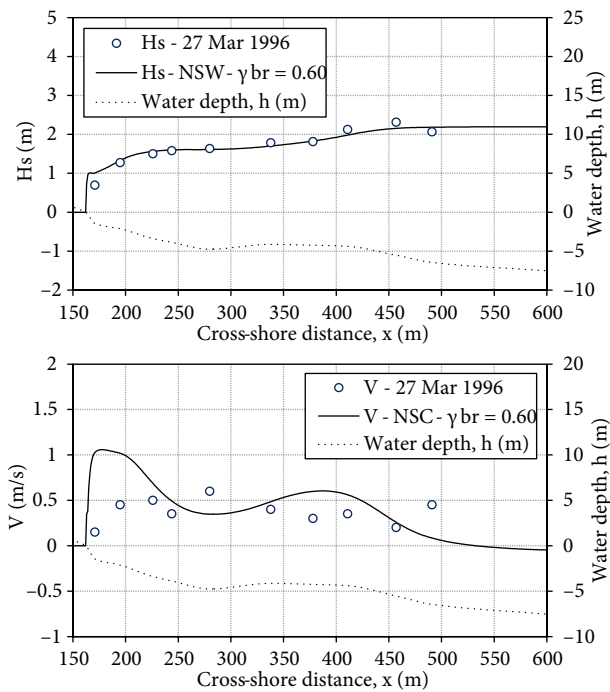 5
4
3
2
1
0
−1
−2
Hs (m)
Hs - 27 Mar 1996
Hs - NSW - γ br = 0.60
Water depth, h (m)
25
20
15
10
5
0
−5
−10
Water depth, h (m)
150 200 250 300 350 400 450 500 550 600
Cross-shore distance, x (m)
2
1.5
1
0.5
0
−0.5
−1
V (m/s)
V - 27 Mar 1996
V - NSC - γ br = 0.60
Water depth, h (m)
20
15
10
5
0
−5
−10
Water depth, h (m)
150 200 250 300 350 400 450 500 550 600
Cross-shore distance, x (m)